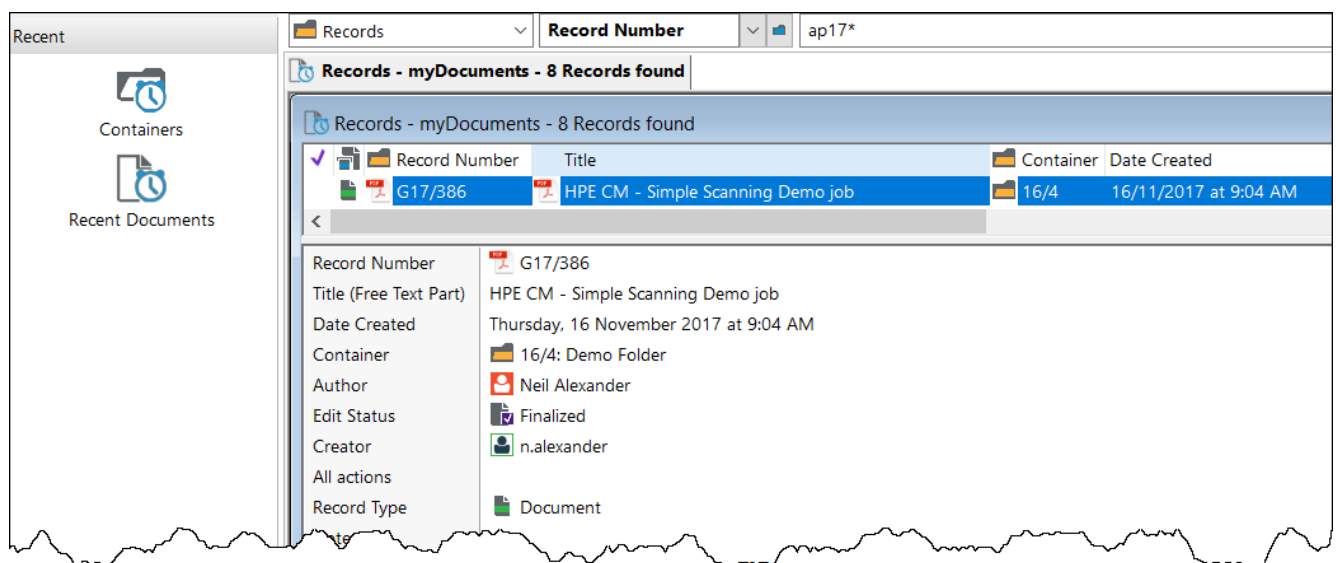 Recent
Containers
Recent Documents
Records Record Number ap17*
Records - myDocuments - 8 Records found
Records - myDocuments - 8 Records found
Record Number Title Container Date Created
G17/386 HPE CM - Simple Scanning Demo job 16/4 16/11/2017 at 9:04 AM
Record Number G17/386
Title (Free Text Part) HPE CM - Simple Scanning Demo job
Date Created Thursday, 16 November 2017 at 9:04 AM
Container 16/4: Demo Folder
Author Neil Alexander
Edit Status Finalized
Creator n.alexander
All actions
Record Type Document